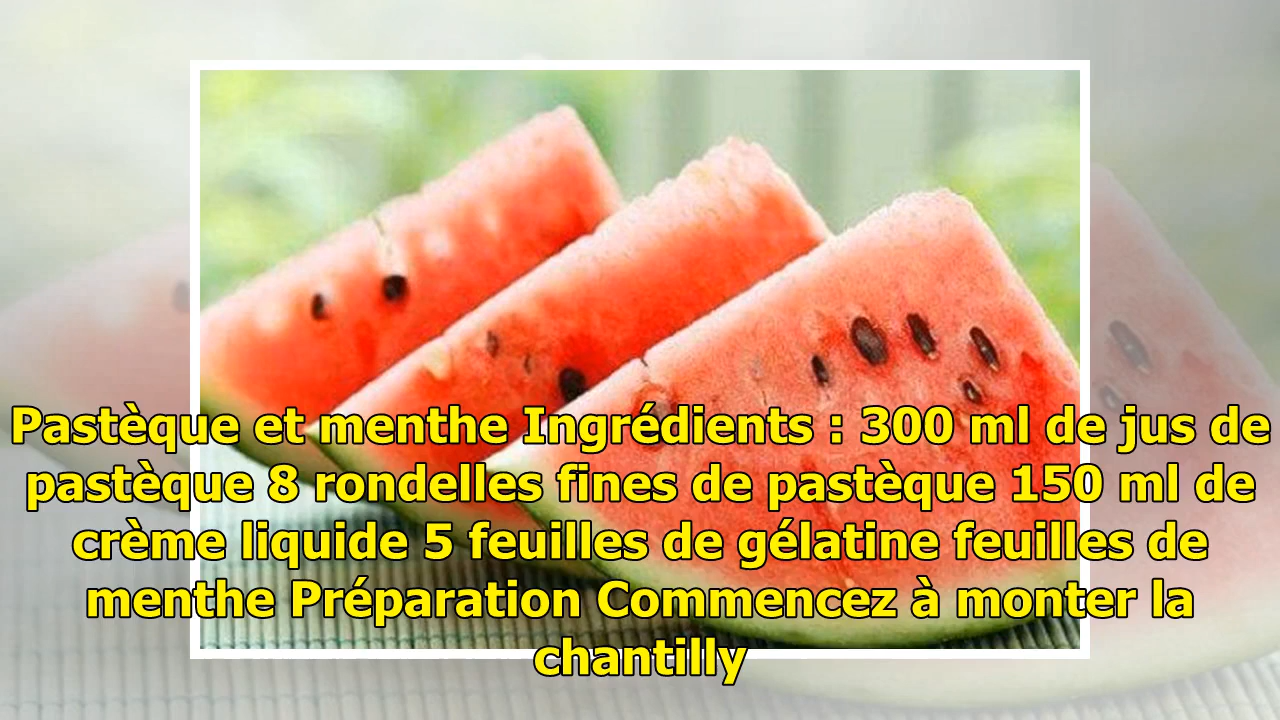 Pastèque et menthe Ingrédients : 300 ml de jus de
pastèque 8 rondelles fines de pastèque 150 ml de
crème liquide 5 feuilles de gélatine feuilles de
menthe Préparation Commencez à monter la
chantilly